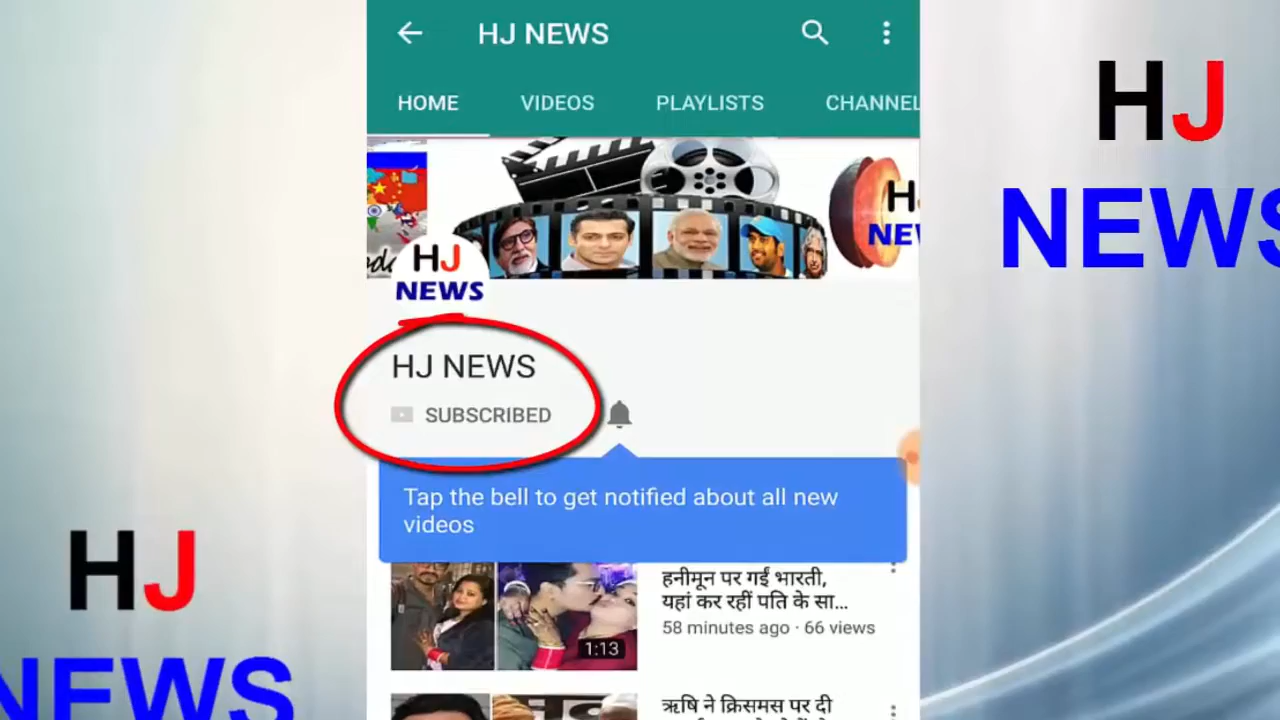 HJ NEWS
HOME VIDEOS PLAYLISTS CHANNEL
HJ
NEWS
HJ
NEWS
HJ NEWS
SUBSCRIBED
Tap the bell to get notified about all new
videos
हनीमून पर गईं भारती,
यहां कर रहीं पति के सा...
58 minutes ago · 66 views
1:13
ऋषि ने क्रिसमस पर दी
HJ
NEWS